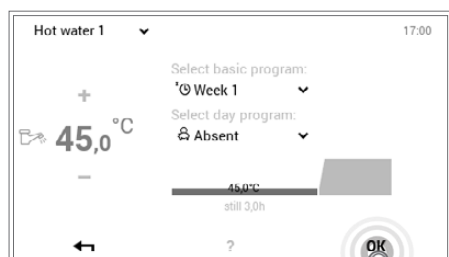 Hot water 1
17:00
Select basic program:
Week 1
Select day program:
Absent
+
45,0 °C
−
45,0°C
still 3,0h
?
OK